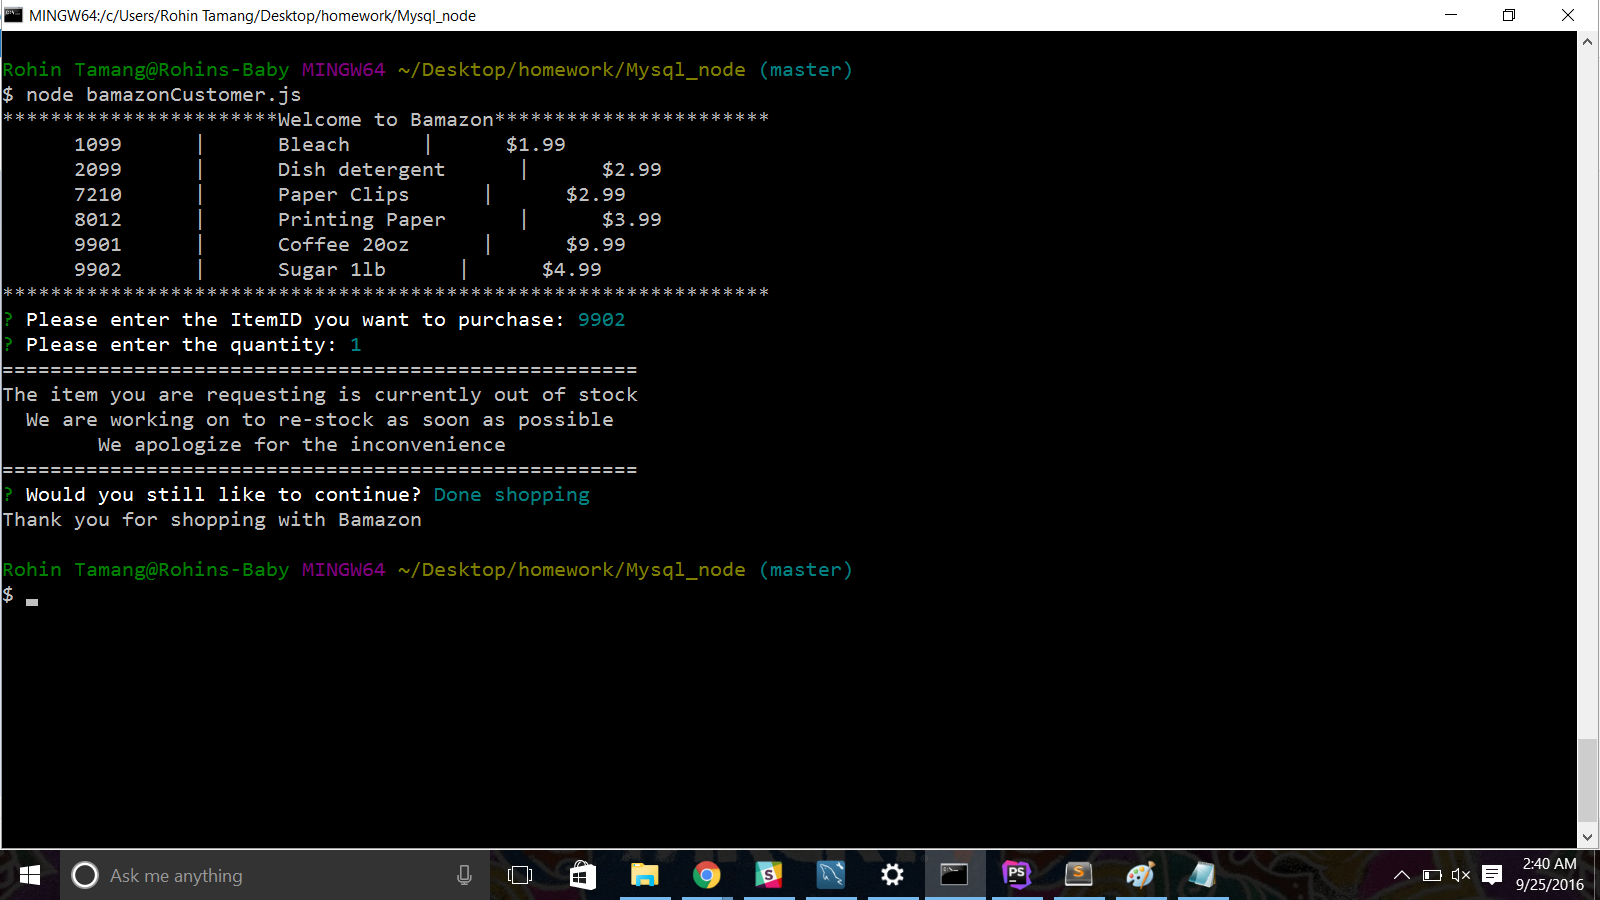 MINGW64:/c/Users/Rohin Tamang/Desktop/homework/Mysql_node
Rohin Tamang@Rohins-Baby MINGW64 ~/Desktop/homework/Mysql_node (master)
$ node bamazonCustomer.js
***********************Welcome to Bamazon***********************
1099 | Bleach | $1.99
2099 | Dish detergent | $2.99
7210 | Paper Clips | $2.99
8012 | Printing Paper | $3.99
9901 | Coffee 20oz | $9.99
9902 | Sugar 1lb | $4.99
****************************************************************
? Please enter the ItemID you want to purchase: 9902
? Please enter the quantity: 1
=====================================================
The item you are requesting is currently out of stock
We are working on to re-stock as soon as possible
We apologize for the inconvenience
=====================================================
? Would you still like to continue? Done shopping
Thank you for shopping with Bamazon
Rohin Tamang@Rohins-Baby MINGW64 ~/Desktop/homework/Mysql_node (master)
$
Ask me anything
S
PS
S
2:40 AM
9/25/2016